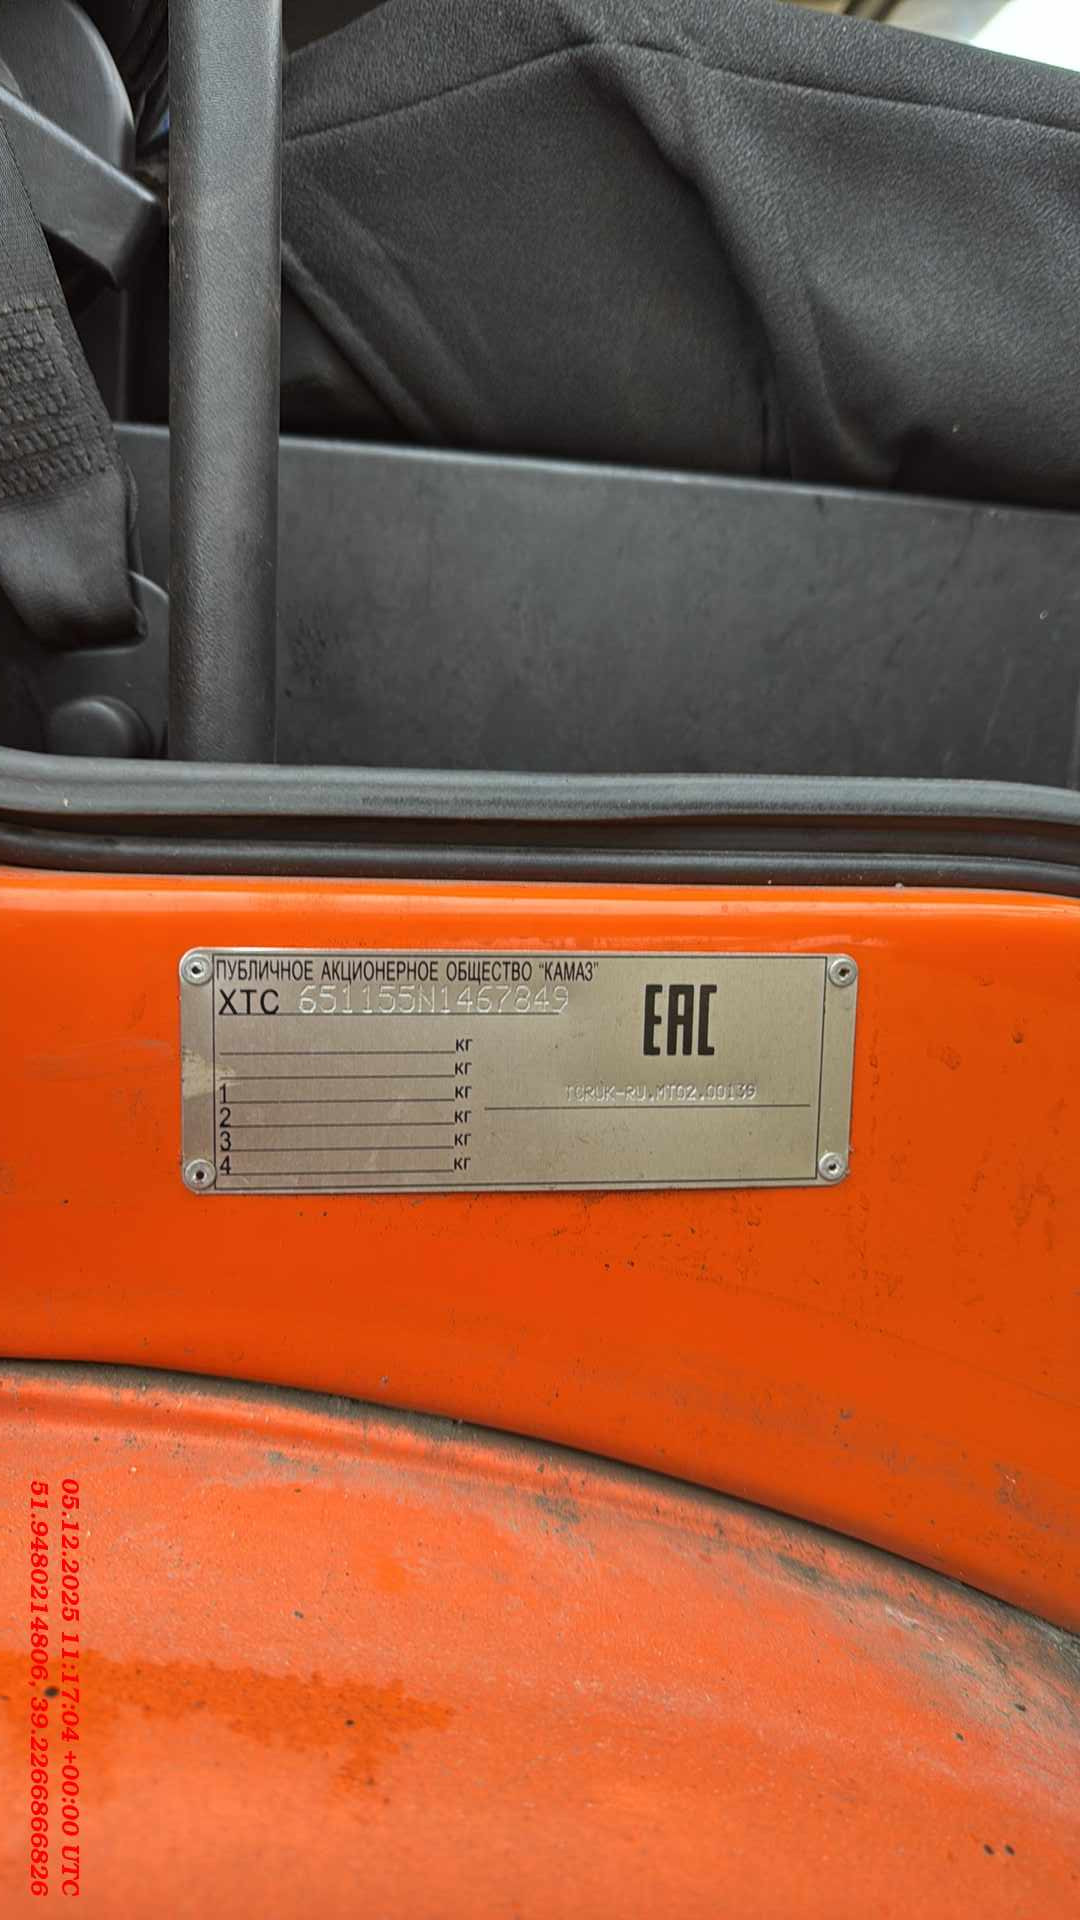 ПУБЛИЧНОЕ АКЦИОНЕРНОЕ ОБЩЕСТВО "КАМАЗ"
XTC 651155N1467849
кг
кг
1 кг
2 кг
3 кг
4 кг
EAC
TCRUK-RU.MT02.00139
05.12.2025 11:17:04 +00:00 UTC
51.9480214806, 39.2266866826